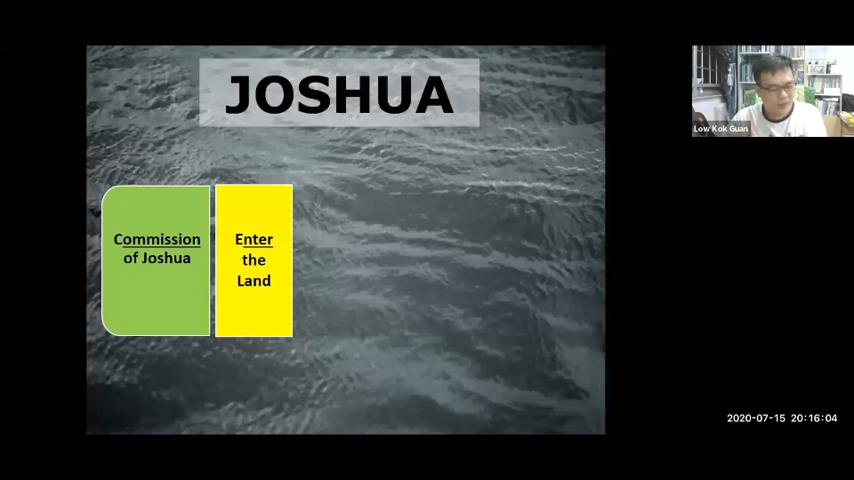 JOSHUA
Commission
of Joshua
Enter
the
Land
Low Kok Guan
2020-07-15 20:16:04